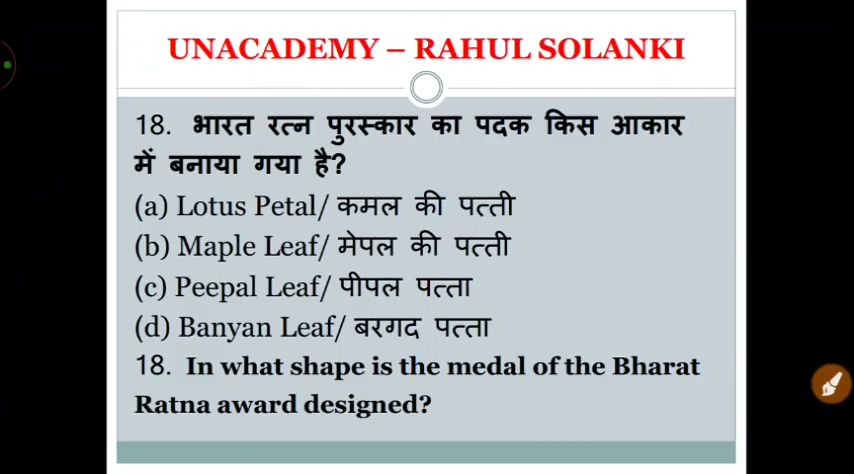 UNACADEMY – RAHUL SOLANKI
18. भारत रत्न पुरस्कार का पदक किस आकार
में बनाया गया है?
(a) Lotus Petal/ कमल की पत्ती
(b) Maple Leaf/ मेपल की पत्ती
(c) Peepal Leaf/ पीपल पत्ता
(d) Banyan Leaf/ बरगद पत्ता
18. In what shape is the medal of the Bharat
Ratna award designed?